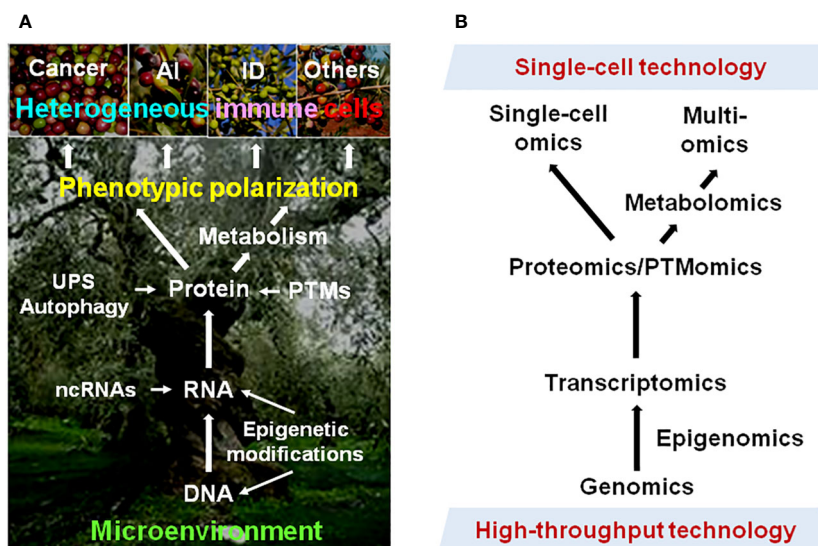 A
Cancer AI ID Others
Heterogeneous immune cells
Phenotypic polarization
Metabolism
UPS
Autophagy
Protein
PTMs
ncRNAs
RNA
Epigenetic
modifications
DNA
Microenvironment
B
Single-cell technology
Single-cell
omics
Multi-
omics
Metabolomics
Proteomics/PTMomics
Transcriptomics
Epigenomics
Genomics
High-throughput technology